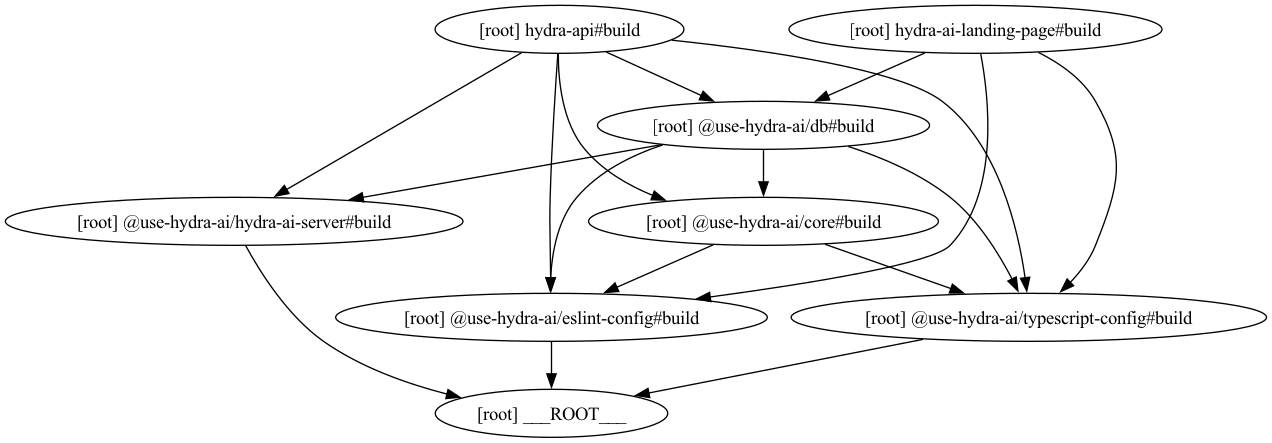 [root] hydra-api#build
[root] hydra-ai-landing-page#build
[root] @use-hydra-ai/db#build
[root] @use-hydra-ai/hydra-ai-server#build
[root] @use-hydra-ai/core#build
[root] @use-hydra-ai/eslint-config#build
[root] @use-hydra-ai/typescript-config#build
[root] ___ROOT___